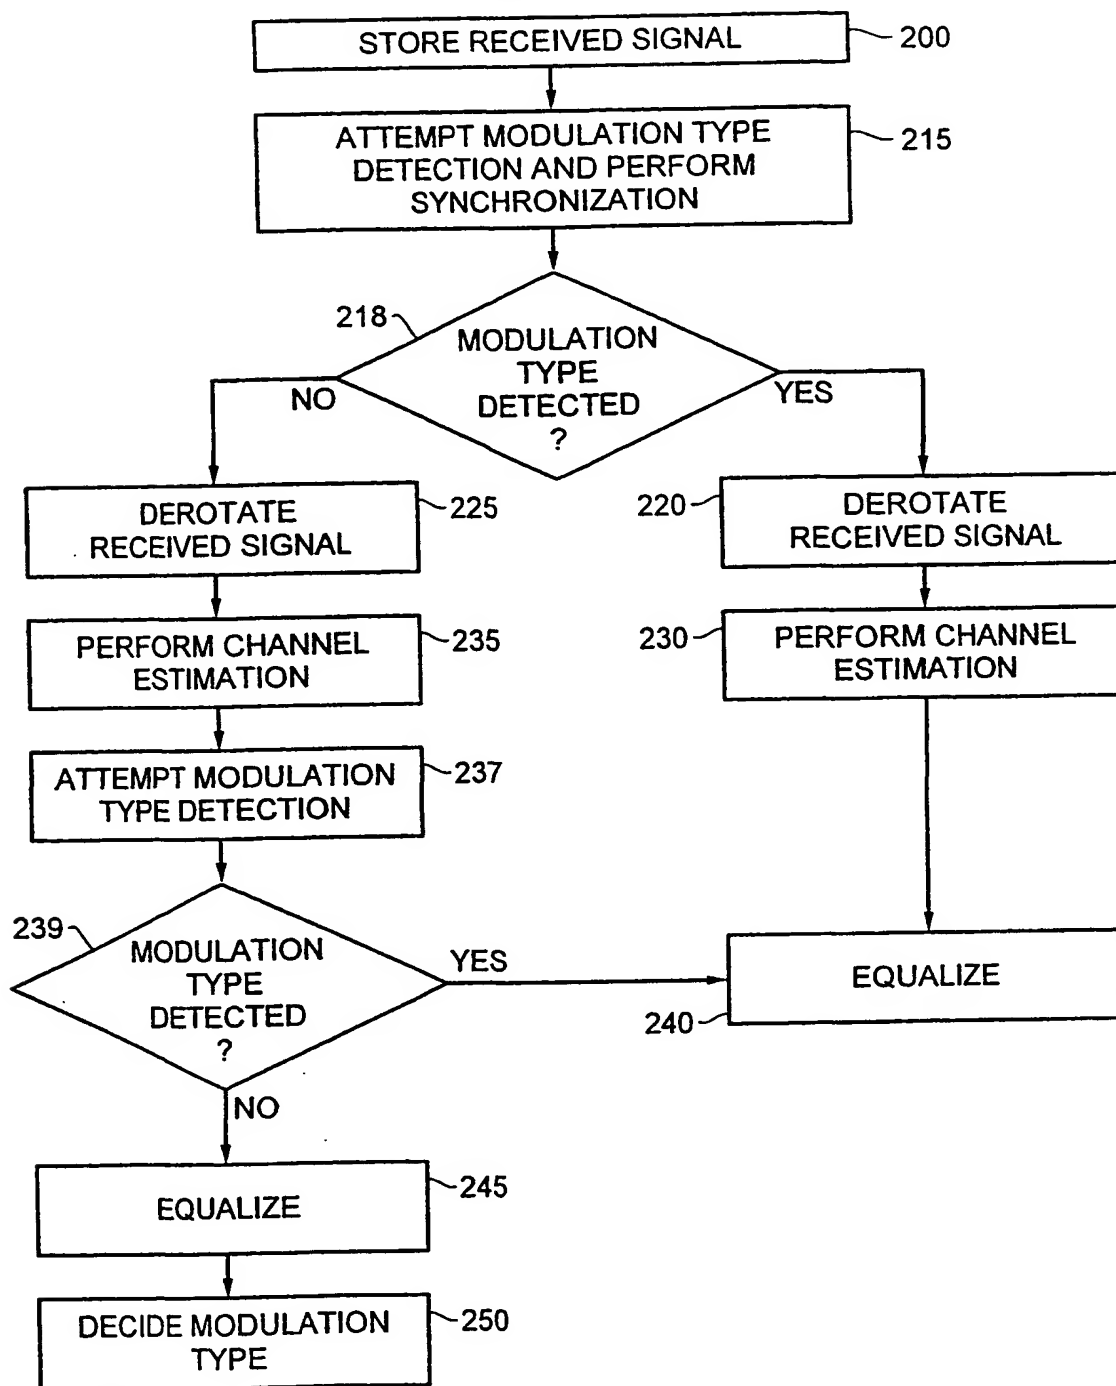 STORE RECEIVED SIGNAL
200
ATTEMPT MODULATION TYPE
DETECTION AND PERFORM
SYNCHRONIZATION
215
218
MODULATION
TYPE
DETECTED
?
NO
YES
DEROTATE
RECEIVED SIGNAL
225
220
DEROTATE
RECEIVED SIGNAL
PERFORM CHANNEL
ESTIMATION
235
230
PERFORM CHANNEL
ESTIMATION
ATTEMPT MODULATION
TYPE DETECTION
237
239
MODULATION
TYPE
DETECTED
?
YES
NO
EQUALIZE
240
EQUALIZE
245
DECIDE MODULATION
TYPE
250